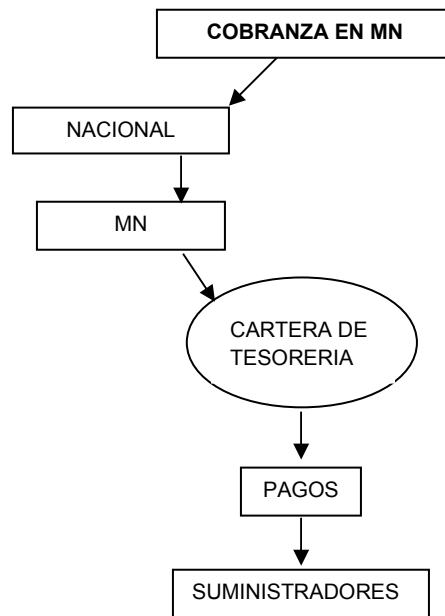 COBRANZA EN MN
NACIONAL
MN
CARTERA DE
TESORERIA
PAGOS
SUMINISTRADORES